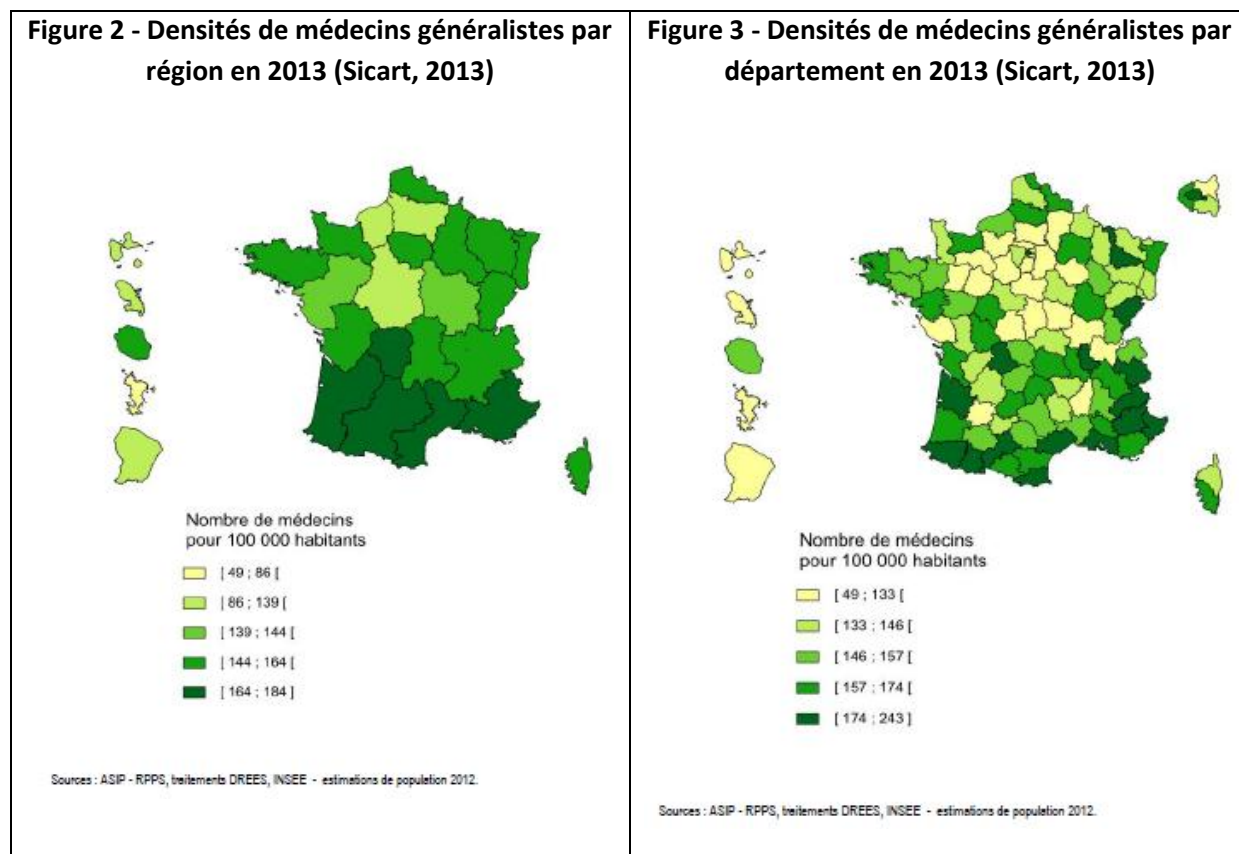 Figure 2 - Densités de médecins généralistes par
région en 2013 (Sicart, 2013)
Nombre de médecins
pour 100 000 habitants
[ 49 ; 86 [
[ 86 ; 139 [
[ 139 ; 144 [
[ 144 ; 164 [
[ 164 ; 184 ]
Sources : ASIP - RPPS, traitements DREES, INSEE - estimations de population 2012.
Figure 3 - Densités de médecins généralistes par
département en 2013 (Sicart, 2013)
Nombre de médecins
pour 100 000 habitants
[ 49 ; 133 [
[ 133 ; 146 [
[ 146 ; 157 [
[ 157 ; 174 [
[ 174 ; 243 ]
Sources : ASIP - RPPS, traitements DREES, INSEE - estimations de population 2012.